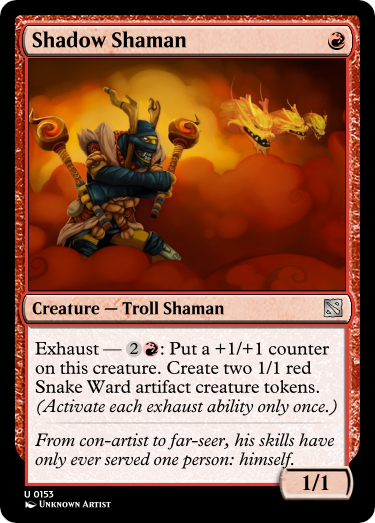 Shadow Shaman
Creature — Troll Shaman
Exhaust — 2: Put a +1/+1 counter
on this creature. Create two 1/1 red
Snake Ward artifact creature tokens.
(Activate each exhaust ability only once.)
From con-artist to far-seer, his skills have
only ever served one person: himself.
1/1
U 0153
Unknown Artist